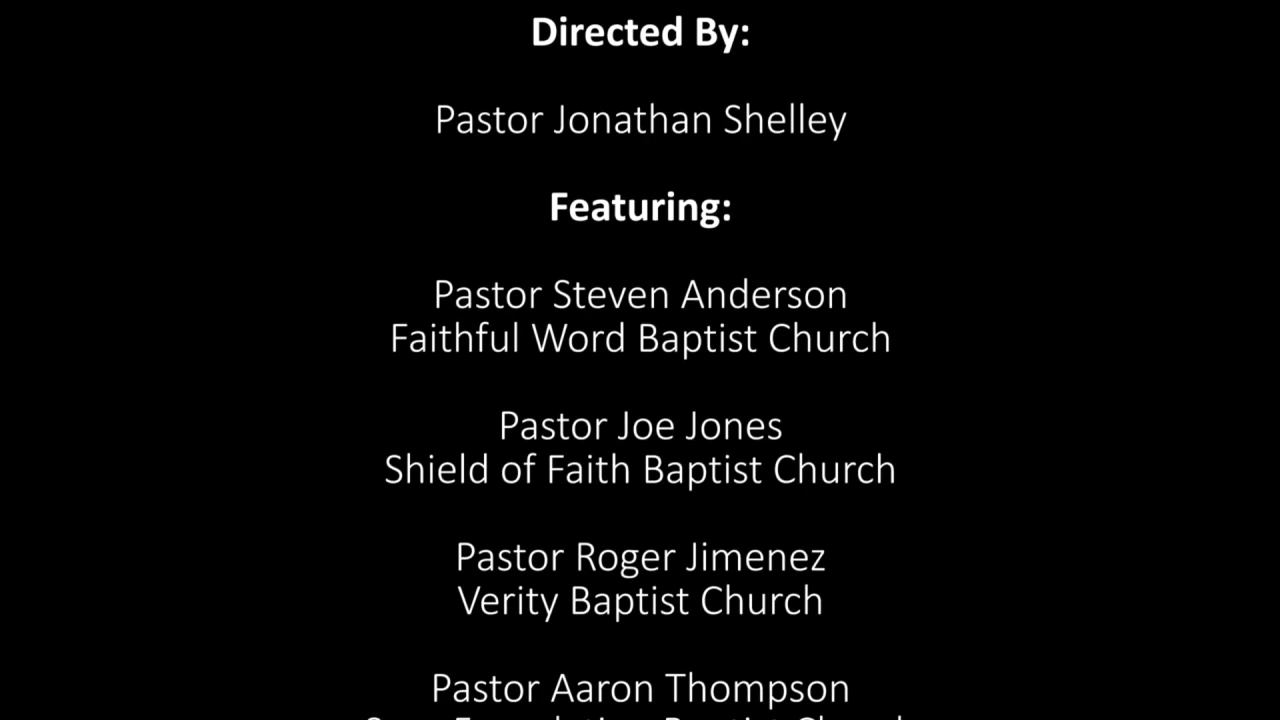 Directed By:
Pastor Jonathan Shelley
Featuring:
Pastor Steven Anderson
Faithful Word Baptist Church
Pastor Joe Jones
Shield of Faith Baptist Church
Pastor Roger Jimenez
Verity Baptist Church
Pastor Aaron Thompson